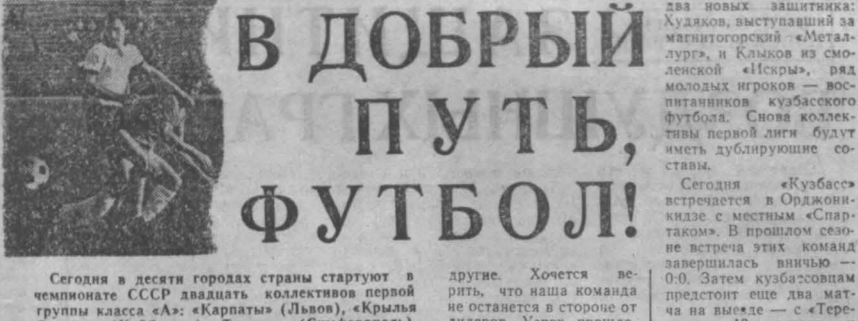 В ДОБРЫЙ
ПУТЬ,
ФУТБОЛ!
Сегодня в десяти городах страны стартуют в
чемпионате СССР двадцать коллективов первой
группы класса «А»: «Карпаты» (Львов), «Крылья
другие. Хочется ве-
рить, что наша команда
не останется в стороне от
два новых защитника:
Худяков, выступавший за
магнитогорский «Метал-
лург», и Клыков из смо-
ленской «Искры», ряд
молодых игроков — вос-
питанников кузбасского
футбола. Снова коллек-
тивы первой лиги будут
иметь дублирующие со-
ставы.
Сегодня «Кузбасс»
встречается в Орджони-
кидзе с местным «Спар-
таком». В прошлом сезо-
не встреча этих команд
завершилась вничью —
0:0. Затем кузбассовцам
предстоит еще два мат-
ча на выезде — с «Тере-